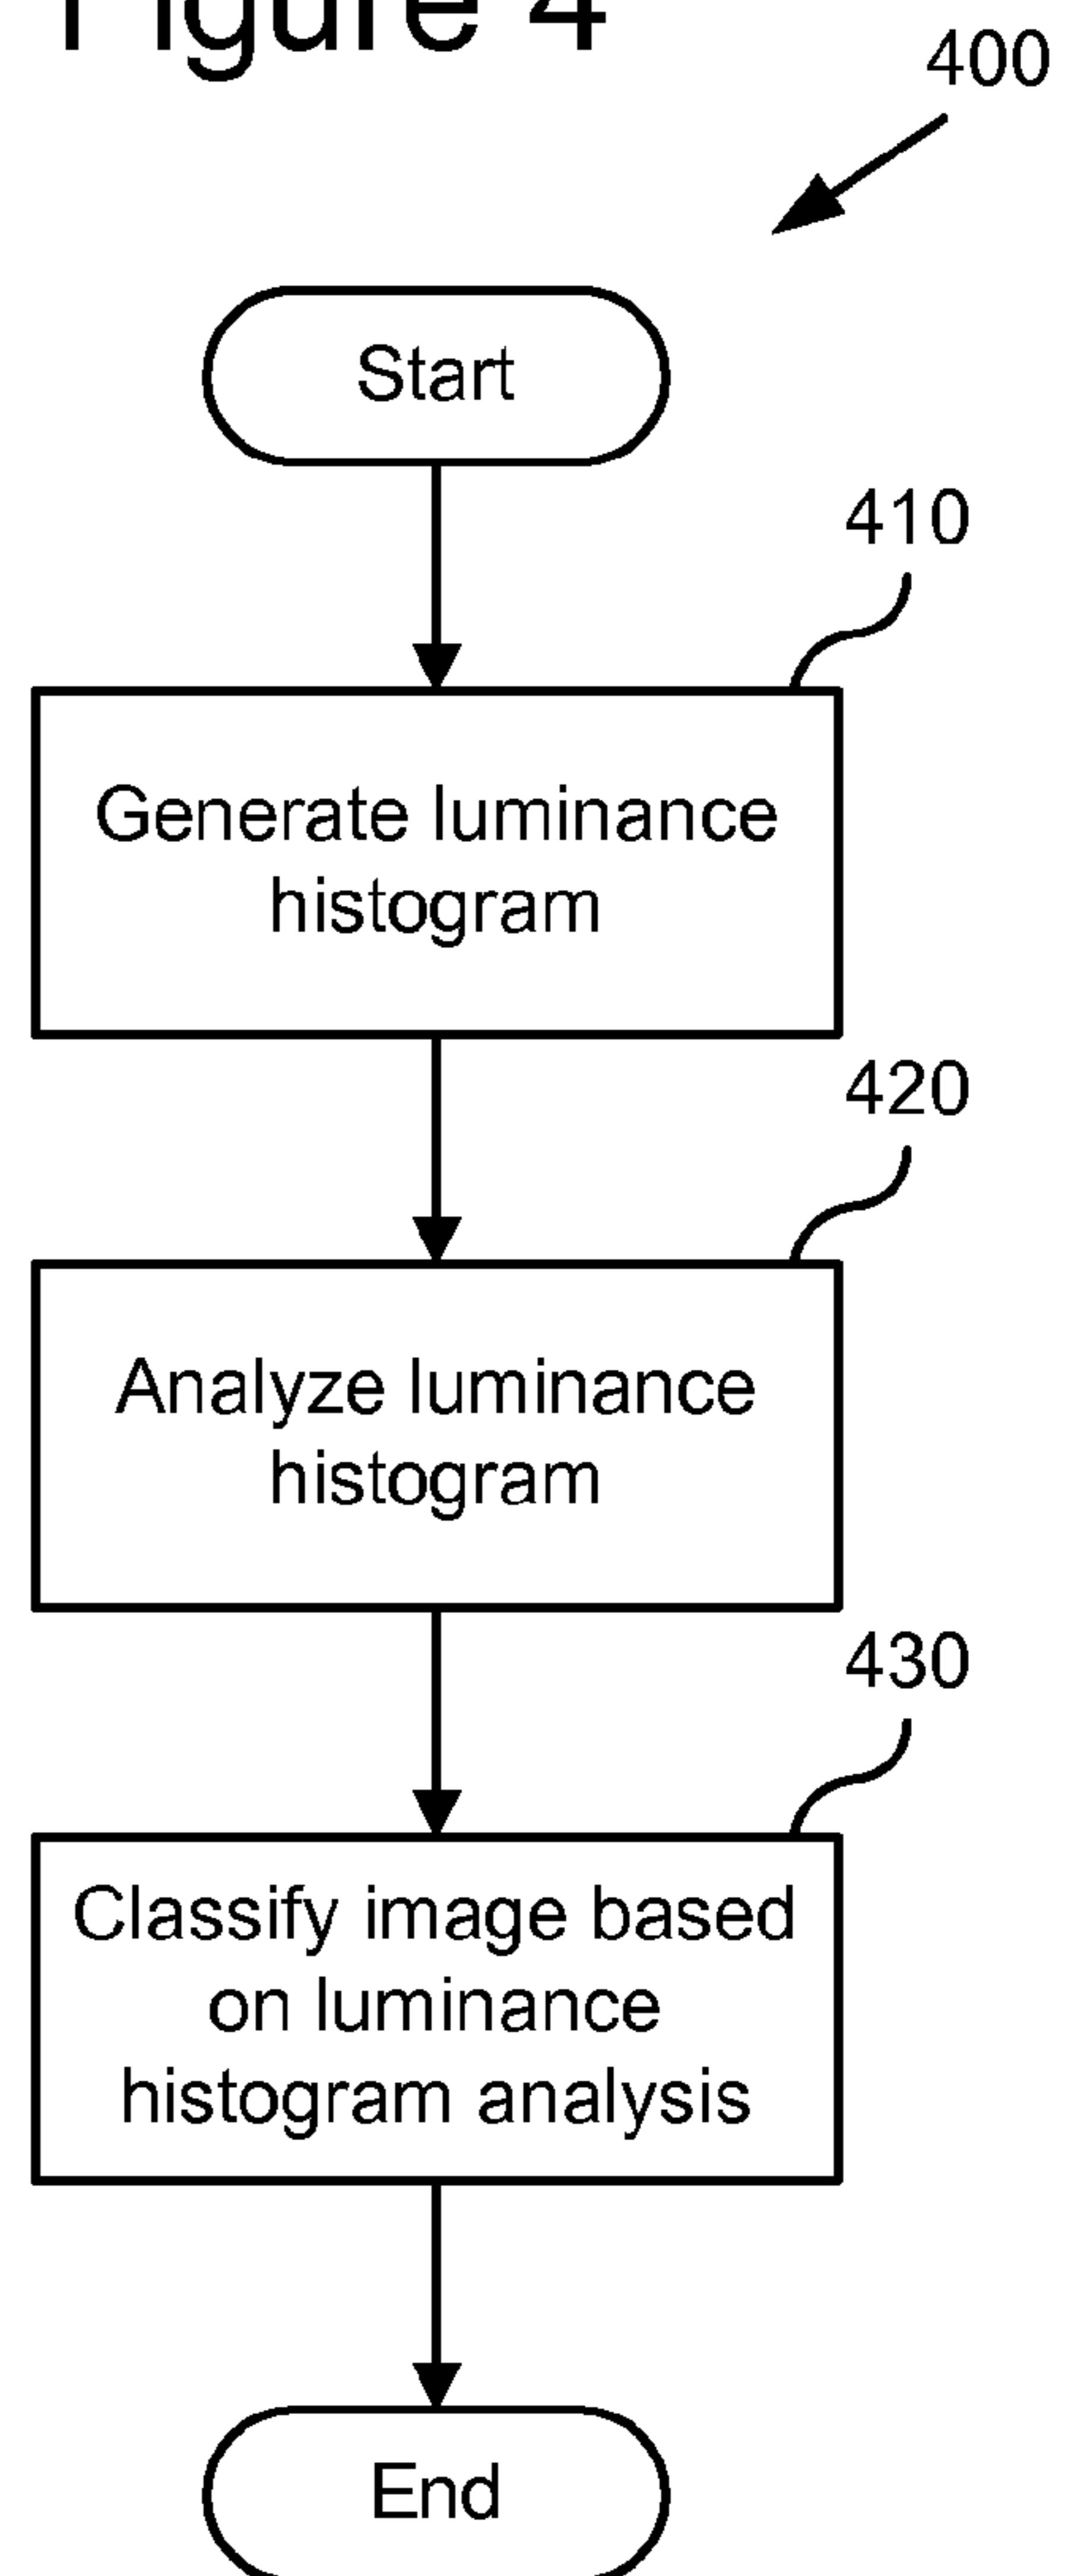 Figure 4
400
Start
410
Generate luminance
histogram
420
Analyze luminance
histogram
430
Classify image based
on luminance
histogram analysis
End